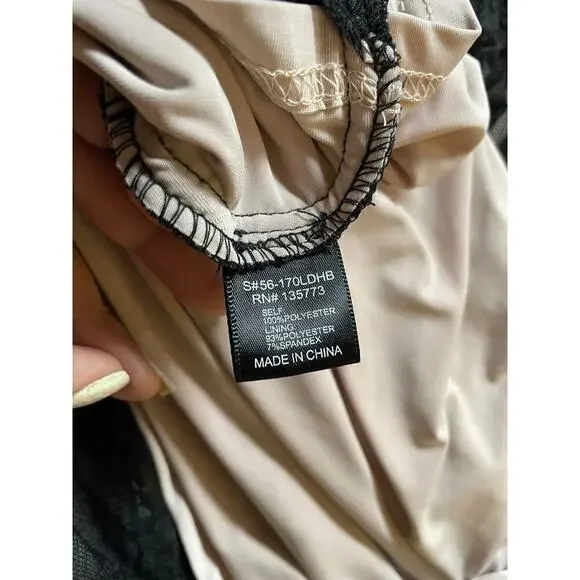 S#56-170LDHB
RN# 135773
SELF
100%POLYESTER
LINING
93%POLYESTER
7%SPANDEX
MADE IN CHINA